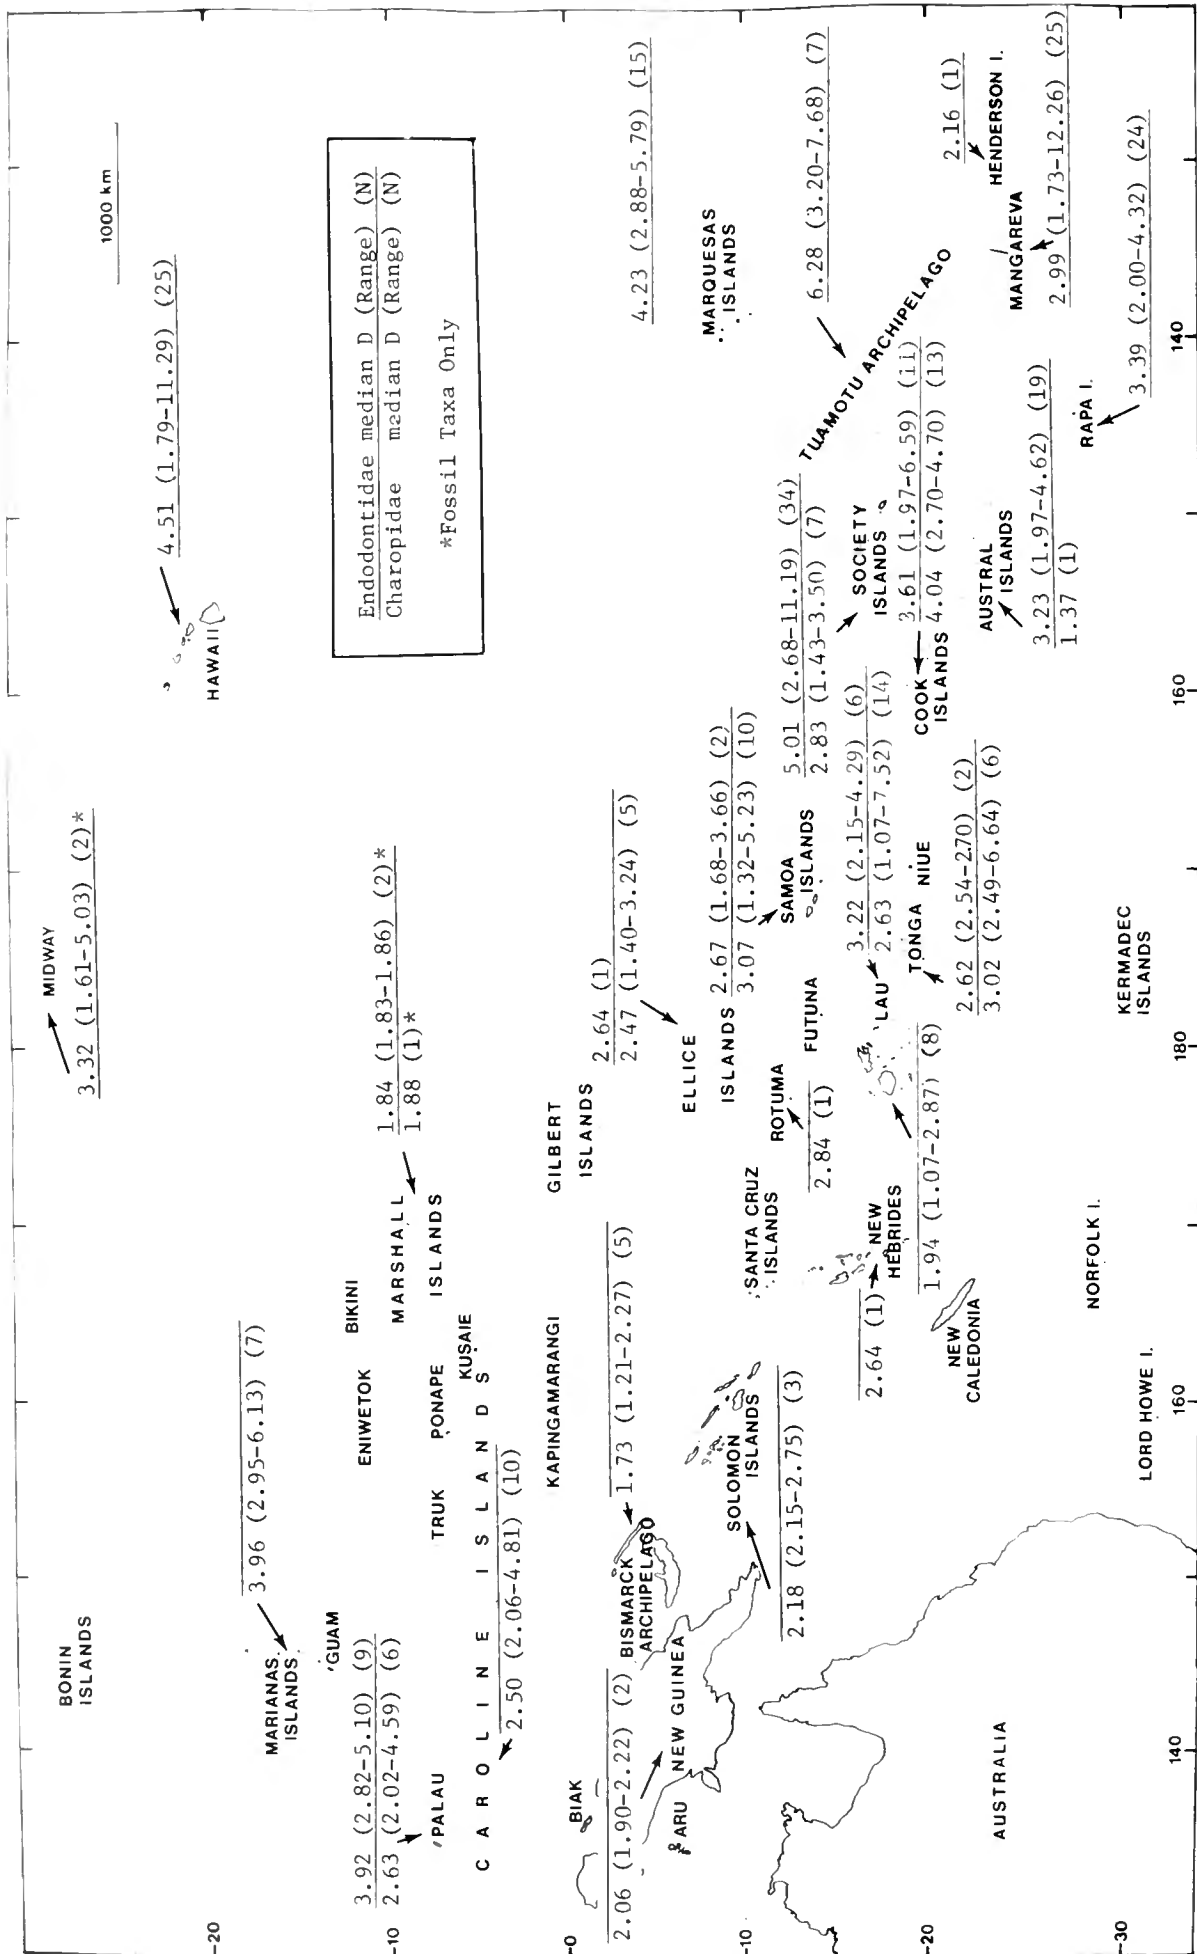 BONIN
ISLANDS
MIDWAY
3.32 (1.61-5.03) (2)*
1000 km
4.51 (1.79-11.29) (25)
HAWAII
MARIANAS
ISLANDS
3.96 (2.95-6.13) (7)
GUAM
Endodontidae median D (Range) (N)
Charopidae median D (Range) (N)
*Fossil Taxa Only
3.92 (2.82-5.10) (9)
2.63 (2.02-4.59) (6)
PALAU
ENIWETOK
BIKINI
MARSHALL
ISLANDS
1.84 (1.83-1.86) (2)*
1.88 (1)*
TRUK
PONAPE
KUSAIE
CAROLINE ISLANDS
2.50 (2.06-4.81) (10)
KAPINGAMARANGI
GILBERT
ISLANDS
2.64 (1)
2.47 (1.40-3.24) (5)
ELLICE
ISLANDS
4.23 (2.88-5.79) (15)
MARQUESAS
ISLANDS
BIAK
2.06 (1.90-2.22) (2)
NEW GUINEA
ARU
BISMARCK
ARCHIPELAGO
1.73 (1.21-2.27) (5)
SOLOMON
ISLANDS
2.18 (2.15-2.75) (3)
SANTA CRUZ
ISLANDS
ROTUMA
2.84 (1)
FUTUNA
2.67 (1.68-3.66) (2)
3.07 (1.32-5.23) (10)
SAMOA
ISLANDS
5.01 (2.68-11.19) (34)
2.83 (1.43-3.50) (7)
SOCIETY
ISLANDS
6.28 (3.20-7.68) (7)
TUAMOTU ARCHIPELAGO
2.64 (1)
NEW
HEBRIDES
1.94 (1.07-2.87) (8)
LAU
3.22 (2.15-4.29) (6)
2.63 (1.07-7.52) (14)
TONGA
NIUE
2.62 (2.54-2.70) (2)
3.02 (2.49-6.64) (6)
COOK
ISLANDS
3.61 (1.97-6.59) (11)
4.04 (2.70-4.70) (13)
AUSTRAL
ISLANDS
3.23 (1.97-4.62) (19)
1.37 (1)
2.16 (1)
HENDERSON I.
MANGAREVA
2.99 (1.73-12.26) (25)
RAPA I.
3.39 (2.00-4.32) (24)
NEW
CALEDONIA
AUSTRALIA
LORD HOWE I.
NORFOLK I.
KERMADEC
ISLANDS
20
10
0
10
20
30
140
160
180
160
140